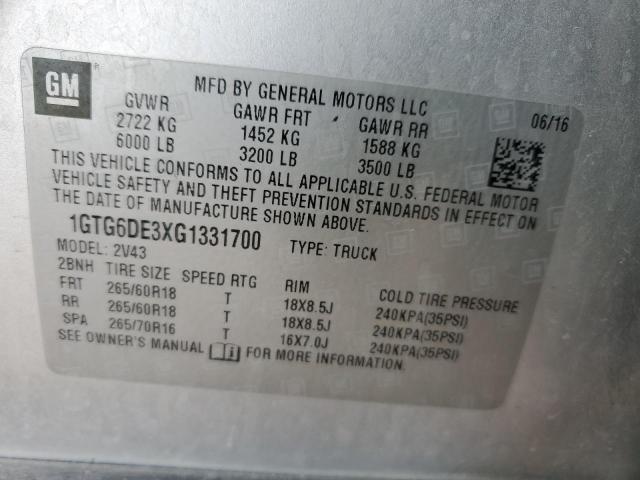 GM
MFD BY GENERAL MOTORS LLC
GVWR GAWR FRT GAWR RR 06/16
2722 KG 1452 KG 1588 KG
6000 LB 3200 LB 3500 LB
THIS VEHICLE CONFORMS TO ALL APPLICABLE U.S. FEDERAL MOTOR
VEHICLE SAFETY AND THEFT PREVENTION STANDARDS IN EFFECT ON
THE DATE OF MANUFACTURE SHOWN ABOVE.
1GTG6DE3XG1331700 TYPE: TRUCK
MODEL: 2V43
2BNH TIRE SIZE SPEED RTG RIM COLD TIRE PRESSURE
FRT 265/60R18 T 18X8.5J 240KPA(35PSI)
RR 265/60R18 T 18X8.5J 240KPA(35PSI)
SPA 265/70R16 T 16X7.0J 240KPA(35PSI)
SEE OWNER'S MANUAL FOR MORE INFORMATION.